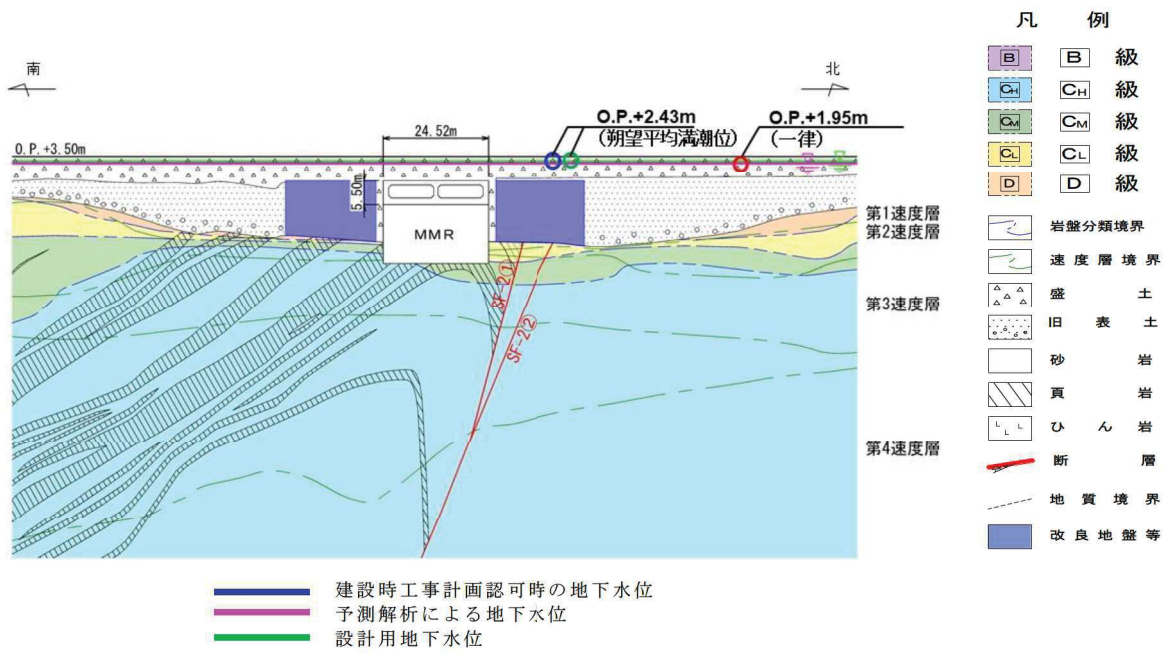 南
北
O.P.+2.43m
(朔望平均満潮位)
O.P.+1.95m
(一律)
O.P.+3.50m
24.52m
5.50m
MMR
SF-2①
SF-2②
第1速度層
第2速度層
第3速度層
第4速度層
凡 例
B B 級
CH CH 級
CM CM 級
CL CL 級
D D 級
岩盤分類境界
速度層境界
盛土
旧表土
砂岩
頁岩
ひん岩
断層
地質境界
改良地盤等
建設時工事計画認可時の地下水位
予測解析による地下水位
設計用地下水位